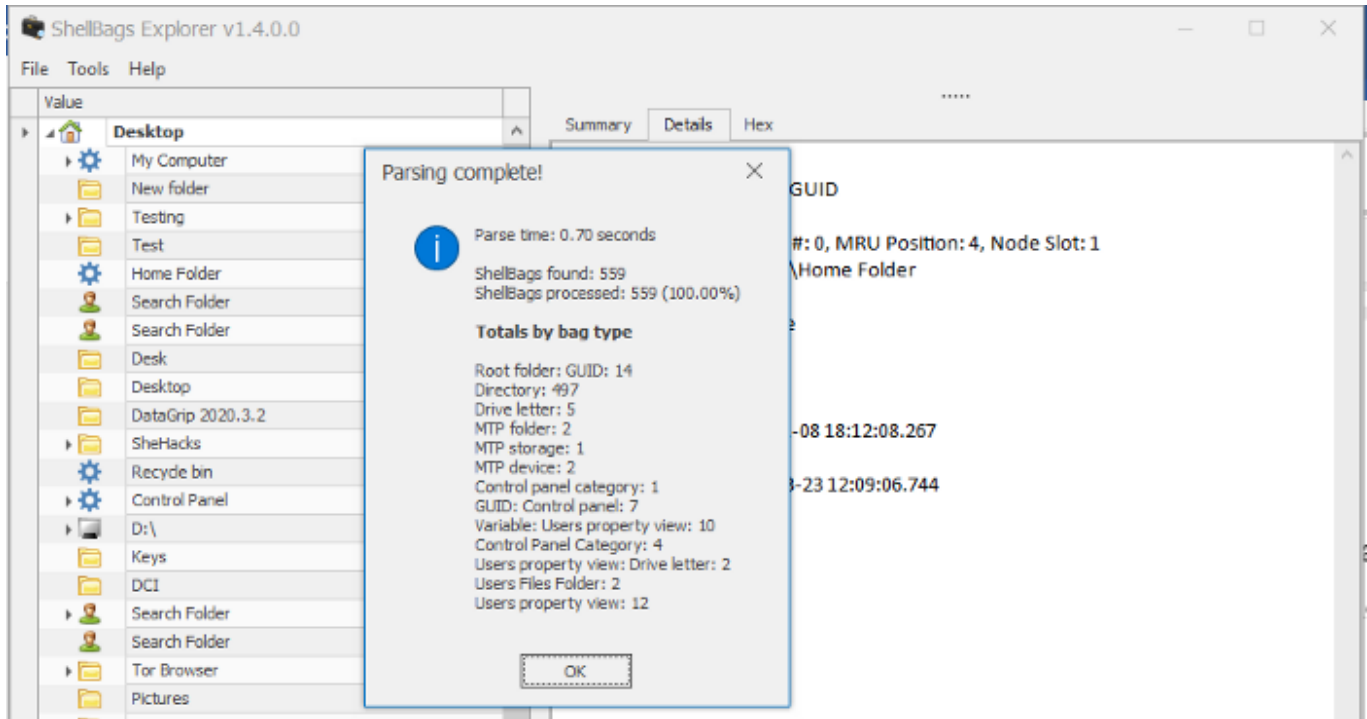 ShellBags Explorer v1.4.0.0
File Tools Help
Value
Desktop
My Computer
New folder
Testing
Test
Home Folder
Search Folder
Search Folder
Desk
Desktop
DataGrip 2020.3.2
SheHacks
Recycle bin
Control Panel
D:\
Keys
DCI
Search Folder
Search Folder
Tor Browser
Pictures
Summary Details Hex
GUID
#: 0, MRU Position: 4, Node Slot: 1
\Home Folder
-08 18:12:08.267
-23 12:09:06.744
Parsing complete!
Parse time: 0.70 seconds
ShellBags found: 559
ShellBags processed: 559 (100.00%)
Totals by bag type
Root folder: GUID: 14
Directory: 497
Drive letter: 5
MTP folder: 2
MTP storage: 1
MTP device: 2
Control panel category: 1
GUID: Control panel: 7
Variable: Users property view: 10
Control Panel Category: 4
Users property view: Drive letter: 2
Users Files Folder: 2
Users property view: 12
OK